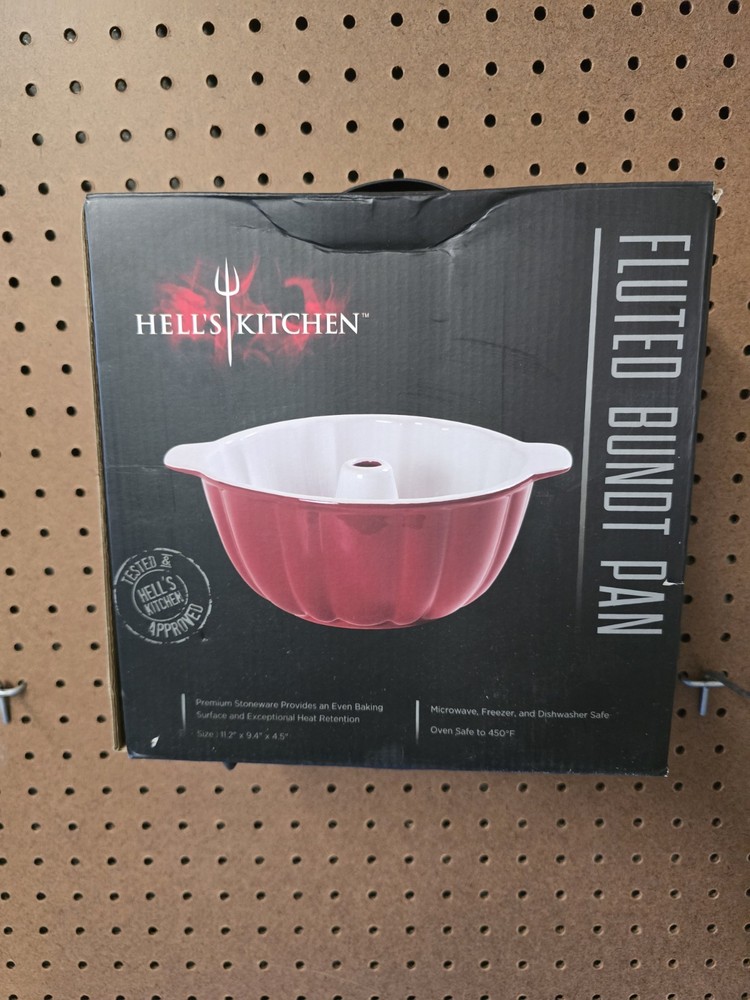 HELL'S KITCHEN™
FLUTED BUNDT PAN
TESTED &
HELL'S
KITCHEN
APPROVED
Premium Stoneware Provides an Even Baking
Surface and Exceptional Heat Retention
Size : 11.2" x 9.4" x 4.5"
Microwave, Freezer, and Dishwasher Safe
Oven Safe to 450°F